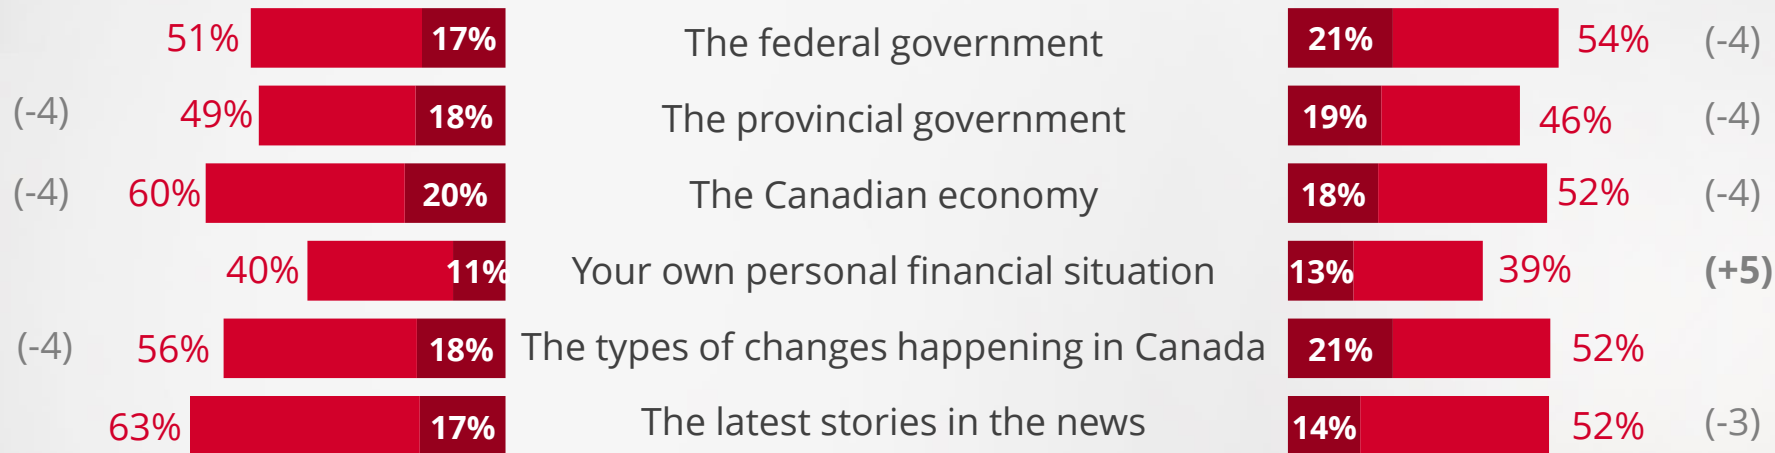 51% 17% The federal government 21% 54% (-4)
(-4) 49% 18% The provincial government 19% 46% (-4)
(-4) 60% 20% The Canadian economy 18% 52% (-4)
40% 11% Your own personal financial situation 13% 39% (+5)
(-4) 56% 18% The types of changes happening in Canada 21% 52%
63% 17% The latest stories in the news 14% 52% (-3)